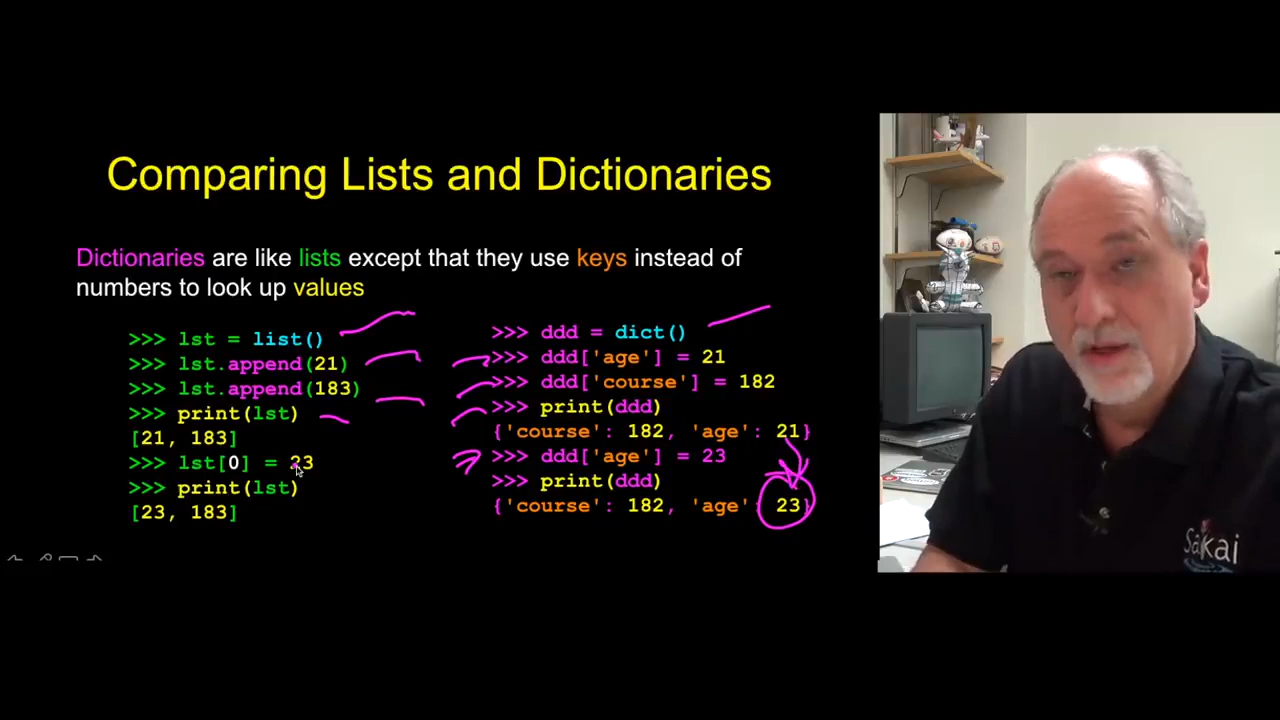 Comparing Lists and Dictionaries
Dictionaries are like lists except that they use keys instead of
numbers to look up values
>>> lst = list()
>>> lst.append(21)
>>> lst.append(183)
>>> print(lst)
[21, 183]
>>> lst[0] = 23
>>> print(lst)
[23, 183]
>>> ddd = dict()
>>> ddd['age'] = 21
>>> ddd['course'] = 182
>>> print(ddd)
{'course': 182, 'age': 21}
>>> ddd['age'] = 23
>>> print(ddd)
{'course': 182, 'age': 23}
Sakai